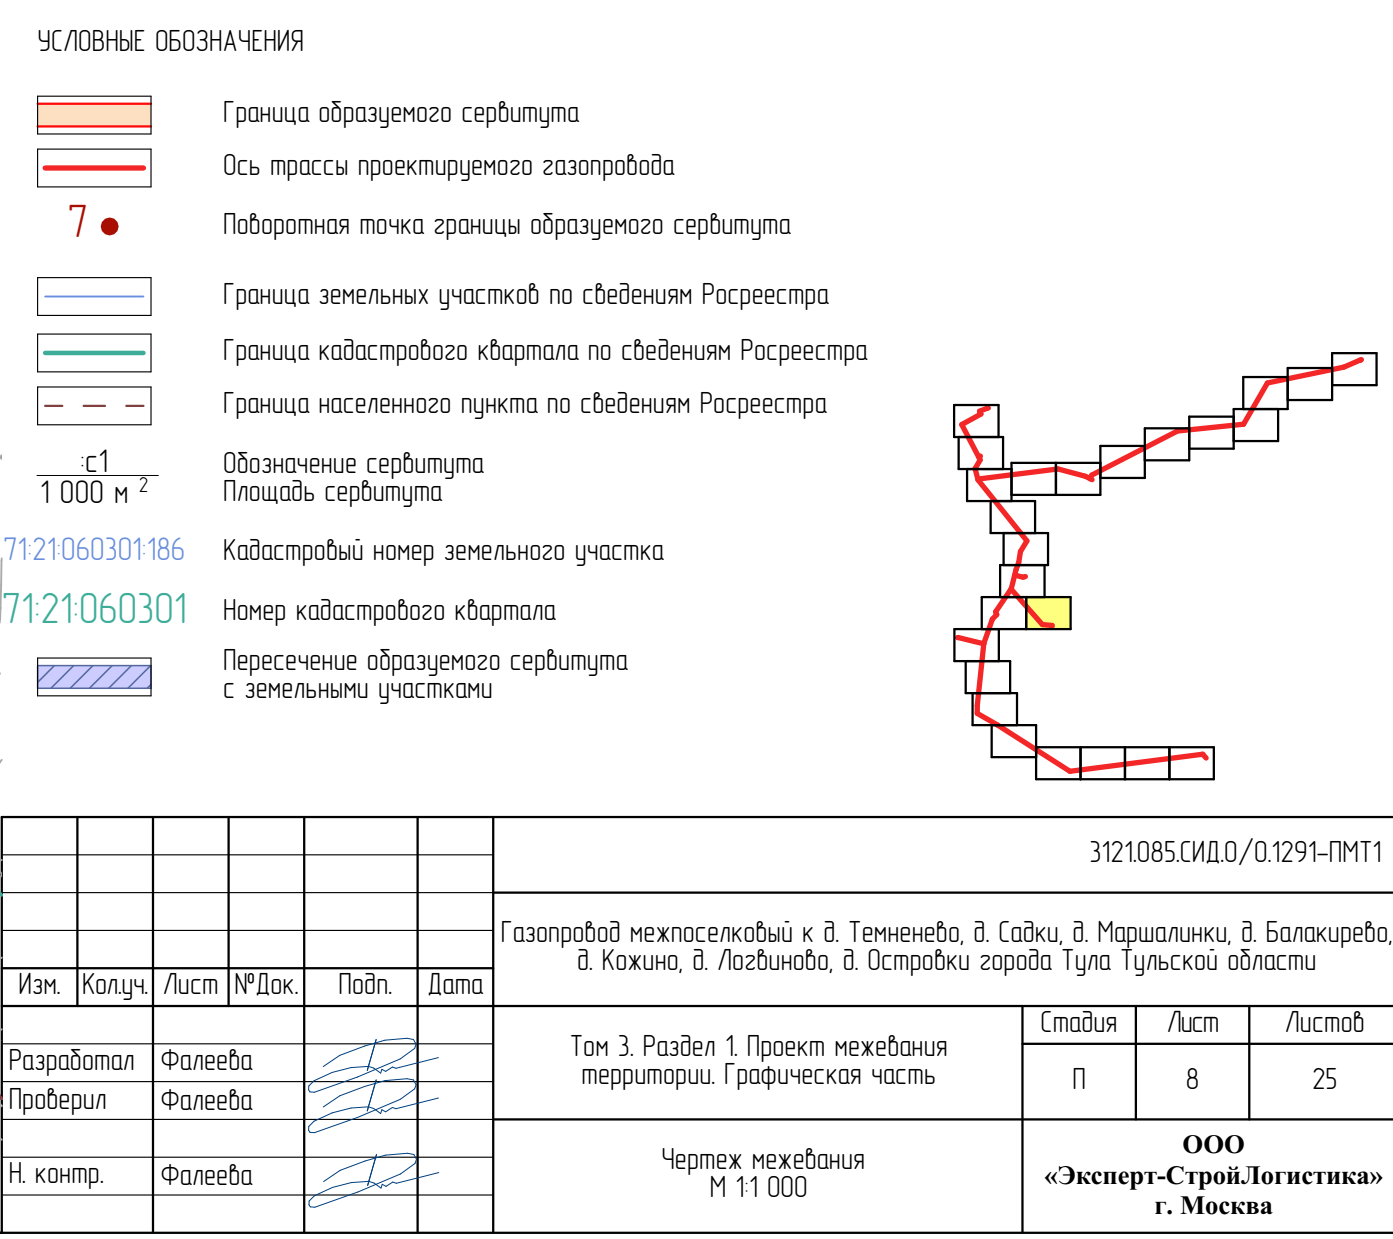 УСЛОВНЫЕ ОБОЗНАЧЕНИЯ
Граница образуемого сервитута
Ось трассы проектируемого газопровода
7
Поворотная точка границы образуемого сервитута
Граница земельных участков по сведениям Росреестра
Граница кадастрового квартала по сведениям Росреестра
Граница населенного пункта по сведениям Росреестра
:с1
1 000 м 2
Обозначение сервитута
Площадь сервитута
71:21:060301:186
Кадастровый номер земельного участка
71:21:060301
Номер кадастрового квартала
Пересечение образуемого сервитута
с земельными участками
3121.085.СИД.0/0.1291-ПМТ1
Газопровод межпоселковый к д. Темненево, д. Садки, д. Маршалинки, д. Балакирево,
д. Кожино, д. Логвиново, д. Островки города Тула Тульской области
Изм. Кол.уч. Лист №Док. Подп. Дата
Разработал Фалеева
Проверил Фалеева
Н. контр. Фалеева
Том 3. Раздел 1. Проект межевания
территории. Графическая часть
Стадия Лист Листов
П 8 25
Чертеж межевания
М 1:1 000
ООО
«Эксперт-СтройЛогистика»
г. Москва